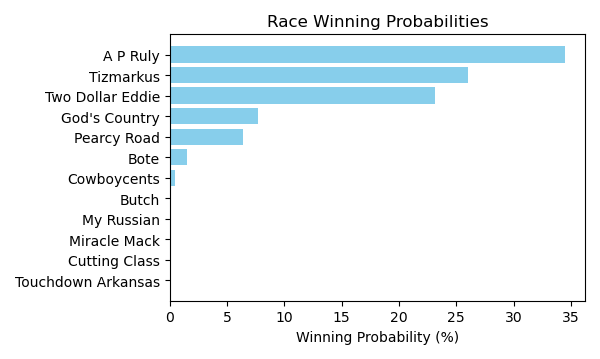 Race Winning Probabilities
A P Ruly
Tizmarkus
Two Dollar Eddie
God's Country
Pearcy Road
Bote
Cowboycents
Butch
My Russian
Miracle Mack
Cutting Class
Touchdown Arkansas
0 5 10 15 20 25 30 35
Winning Probability (%)